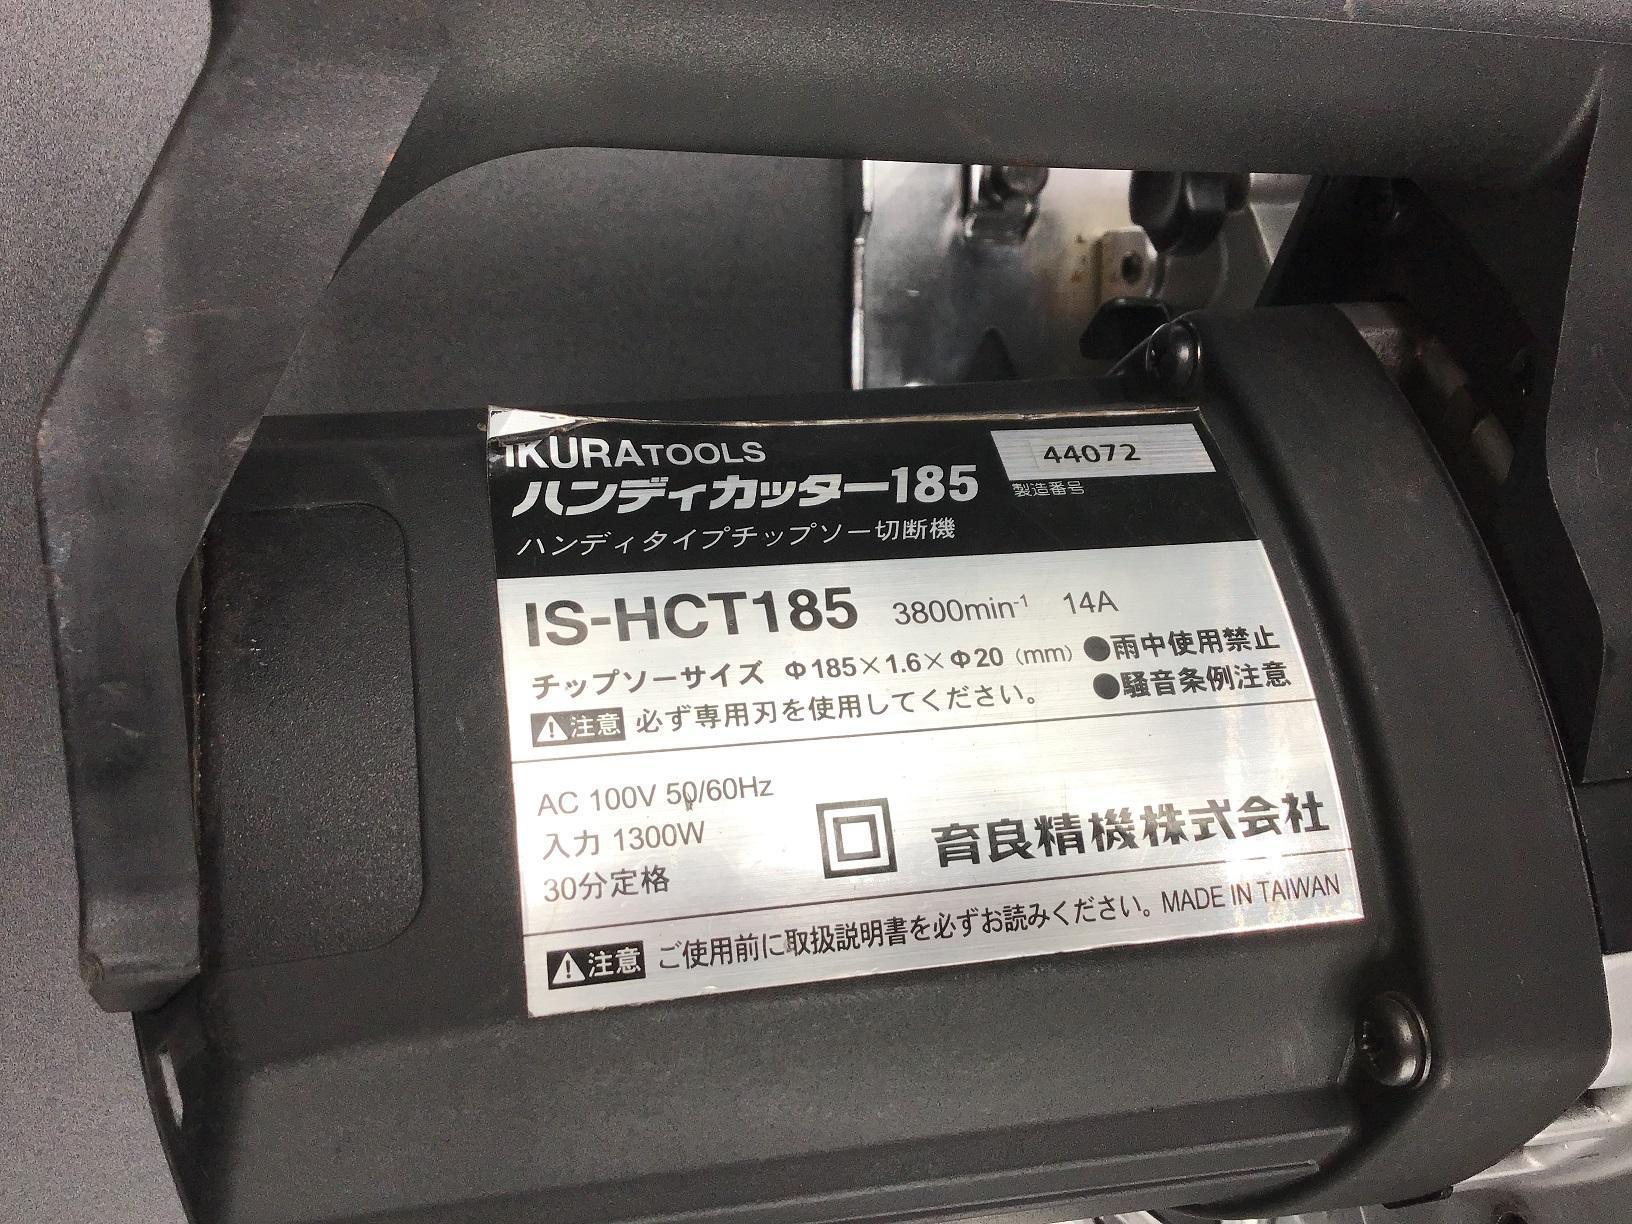 IKURATOOLS
44072
ハンディカッター185
製造番号
ハンディタイプチップソー切断機
IS-HCT185 3800min⁻¹ 14A
チップソーサイズ Φ185×1.6×Φ20（mm）
●雨中使用禁止
⚠注意 必ず専用刃を使用してください。
●騒音条例注意
AC 100V 50/60Hz
入力 1300W
30分定格
育良精機株式会社
⚠注意 ご使用前に取扱説明書を必ずお読みください。MADE IN TAIWAN